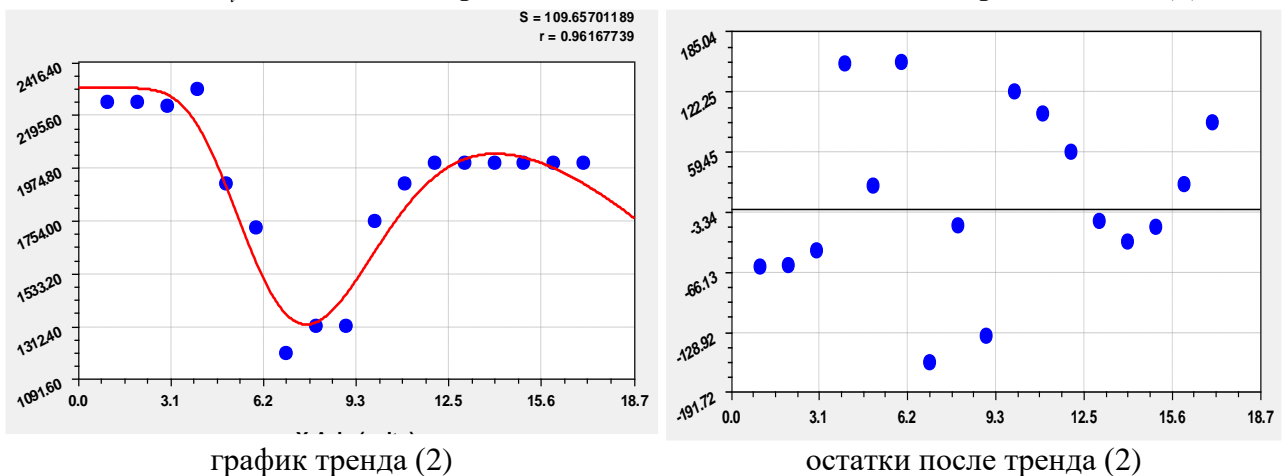 S = 109.65701189
r = 0.96167739
2416.40
2195.60
1974.80
1754.00
1533.20
1312.40
1091.60
0.0 3.1 6.2 9.3 12.5 15.6 18.7
график тренда (2)
185.04
122.25
59.45
-3.34
-66.13
-128.92
-191.72
0.0 3.1 6.2 9.3 12.5 15.6 18.7
остатки после тренда (2)